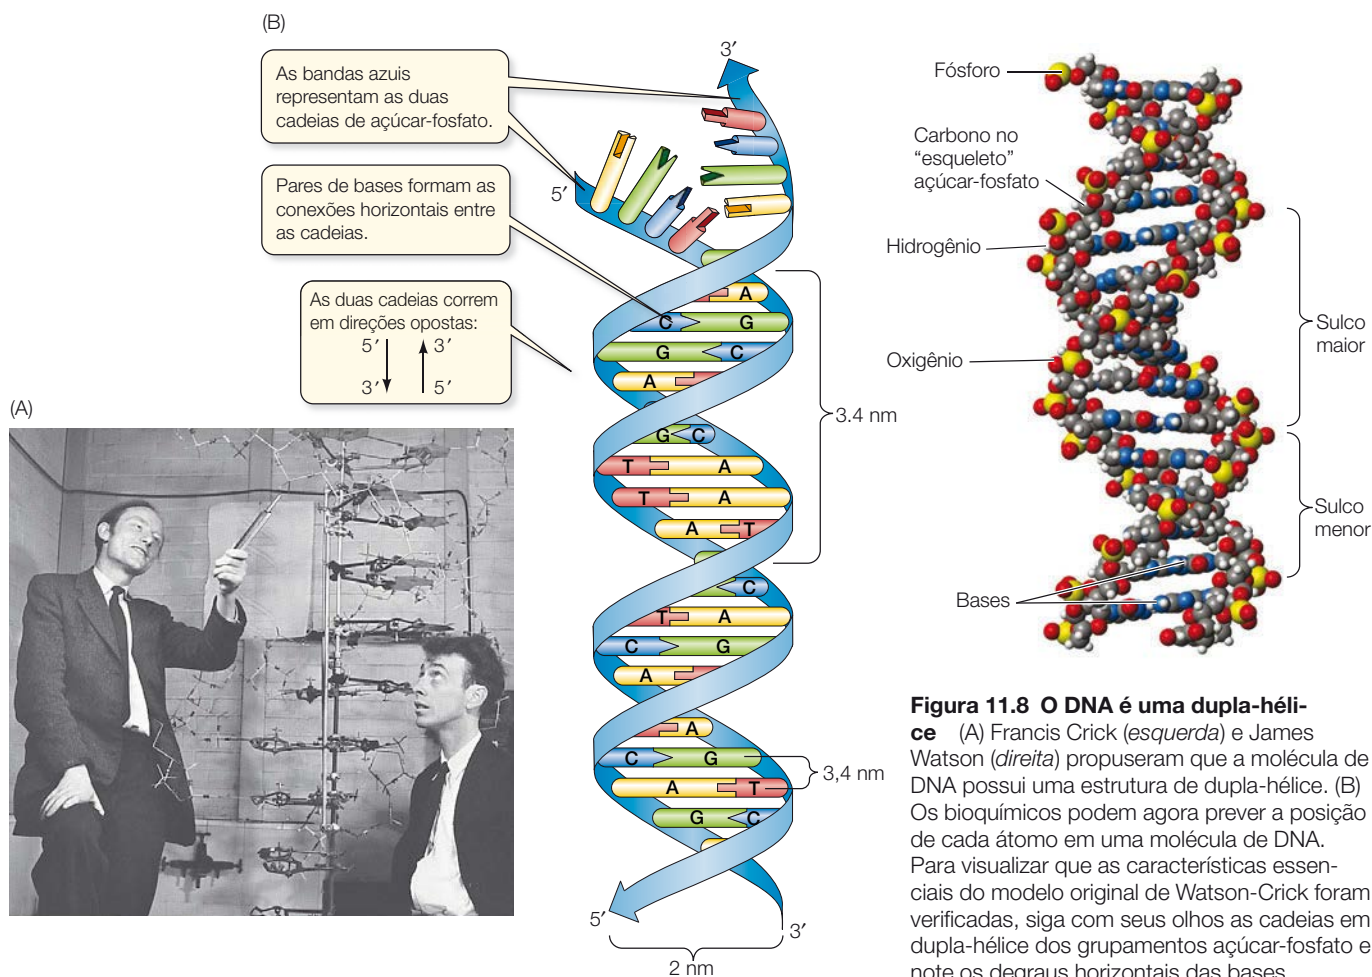 (B)
As bandas azuis
representam as duas
cadeias de açúcar-fosfato.
Pares de bases formam as
conexões horizontais entre
as cadeias.
As duas cadeias correm
em direções opostas:
5′ 3′
3′ 5′
(A)
3′
5′
A
C G
G C
A
3.4 nm
G C
T A
T A
A T
C
T A
C G
A
A
C G
3,4 nm
A T
G C
5′
3′
2 nm
Fósforo
Carbono no
“esqueleto”
açúcar-fosfato
Hidrogênio
Oxigênio
Bases
Sulco
maior
Sulco
menor
Figura 11.8 O DNA é uma dupla-héli-
ce (A) Francis Crick (esquerda) e James
Watson (direita) propuseram que a molécula de
DNA possui uma estrutura de dupla-hélice. (B)
Os bioquímicos podem agora prever a posição
de cada átomo em uma molécula de DNA.
Para visualizar que as características essen-
ciais do modelo original de Watson-Crick foram
verificadas, siga com seus olhos as cadeias em
dupla-hélice dos grupamentos açúcar-fosfato e
note os degraus horizontais das bases.